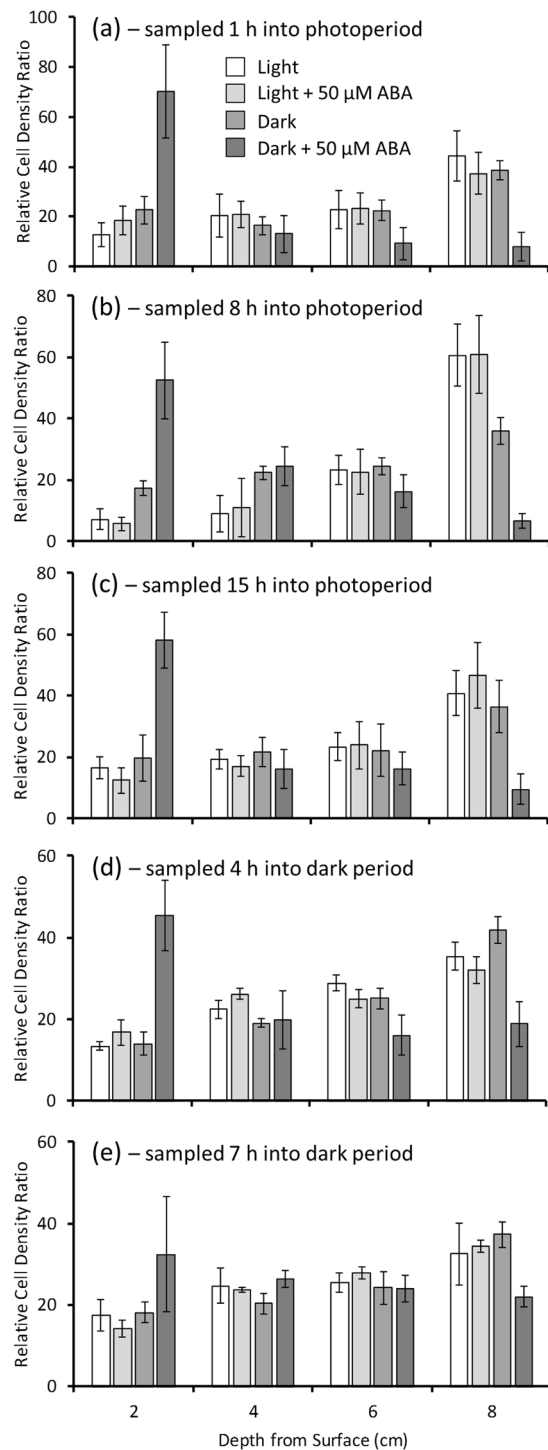 (a) – sampled 1 h into photoperiod
Light
Light + 50 µM ABA
Dark
Dark + 50 µM ABA
Relative Cell Density Ratio
100
80
60
40
20
0
(b) – sampled 8 h into photoperiod
Relative Cell Density Ratio
80
60
40
20
0
(c) – sampled 15 h into photoperiod
Relative Cell Density Ratio
80
60
40
20
0
(d) – sampled 4 h into dark period
Relative Cell Density Ratio
60
40
20
0
(e) – sampled 7 h into dark period
Relative Cell Density Ratio
60
40
20
0
2 4 6 8
Depth from Surface (cm)